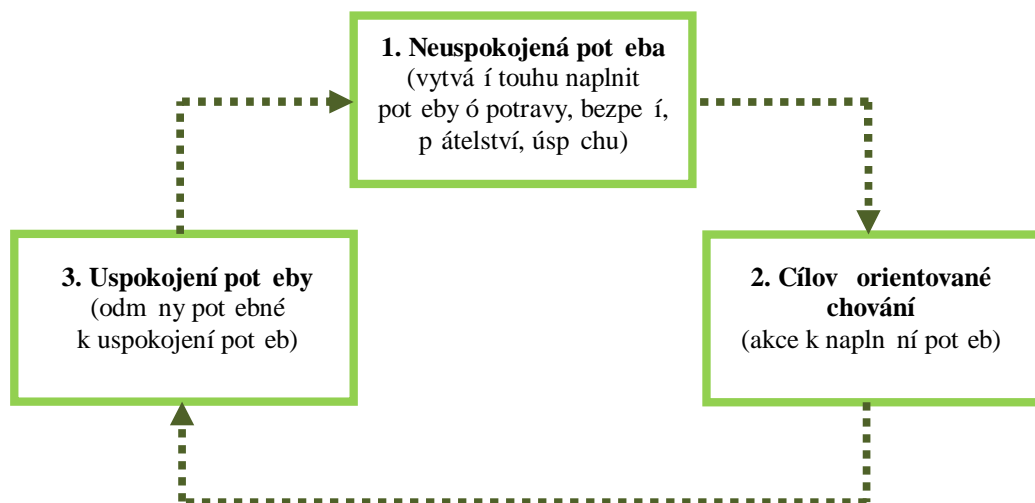 1. Neuspokojená pot eba
(vytvá í touhu naplnit
pot eby ó potravy, bezpe í,
p átelství, úsp chu)
3. Uspokojení pot eby
(odm ny pot ebné
k uspokojení pot eb)
2. Cílov orientované
chování
(akce k napln ní pot eb)